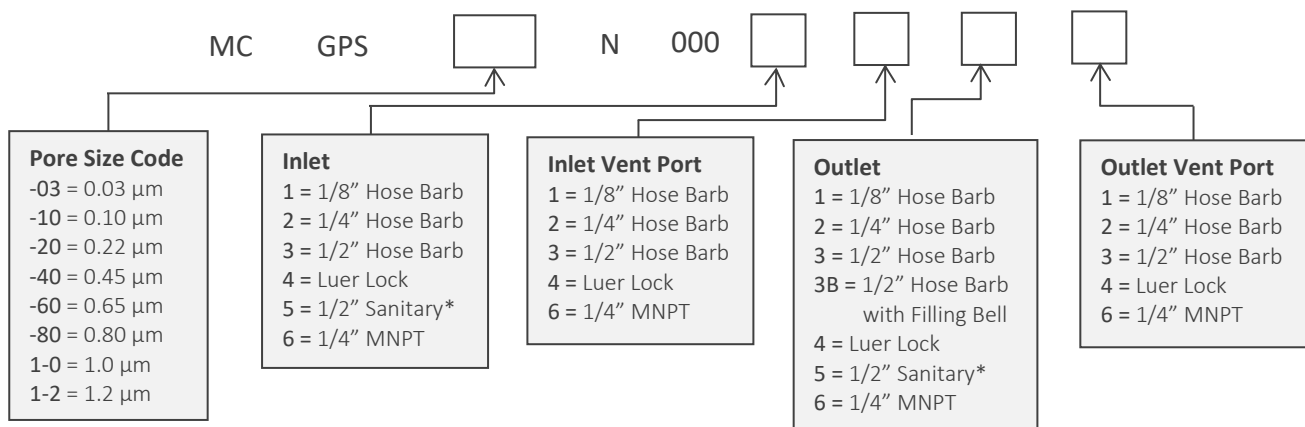 MC GPS N 000
Pore Size Code
-03 = 0.03 µm
-10 = 0.10 µm
-20 = 0.22 µm
-40 = 0.45 µm
-60 = 0.65 µm
-80 = 0.80 µm
1-0 = 1.0 µm
1-2 = 1.2 µm
Inlet
1 = 1/8” Hose Barb
2 = 1/4” Hose Barb
3 = 1/2” Hose Barb
4 = Luer Lock
5 = 1/2” Sanitary*
6 = 1/4” MNPT
Inlet Vent Port
1 = 1/8” Hose Barb
2 = 1/4” Hose Barb
3 = 1/2” Hose Barb
4 = Luer Lock
6 = 1/4” MNPT
Outlet
1 = 1/8” Hose Barb
2 = 1/4” Hose Barb
3 = 1/2” Hose Barb
3B = 1/2” Hose Barb
with Filling Bell
4 = Luer Lock
5 = 1/2” Sanitary*
6 = 1/4” MNPT
Outlet Vent Port
1 = 1/8” Hose Barb
2 = 1/4” Hose Barb
3 = 1/2” Hose Barb
4 = Luer Lock
6 = 1/4” MNPT